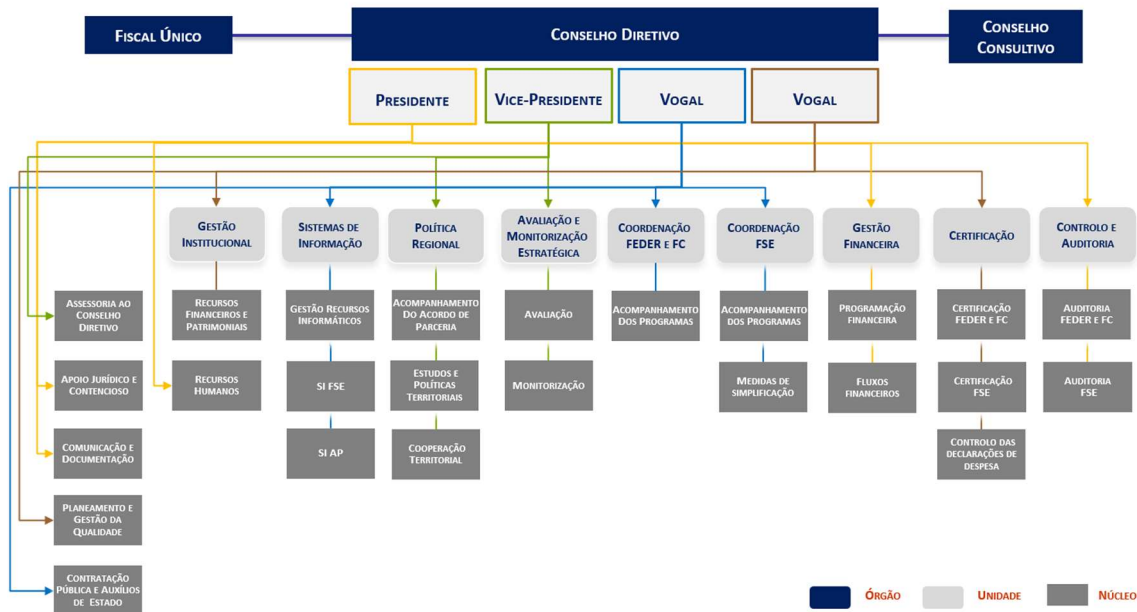 FISCAL ÚNICO
CONSELHO DIRETIVO
CONSELHO
CONSULTIVO
PRESIDENTE
VICE-PRESIDENTE
VOGAL
VOGAL
GESTÃO
INSTITUCIONAL
SISTEMAS DE
INFORMAÇÃO
POLÍTICA
REGIONAL
AVALIAÇÃO E
MONITORIZAÇÃO
ESTRATÉGICA
COORDENAÇÃO
FEDER E FC
COORDENAÇÃO
FSE
GESTÃO
FINANCEIRA
CERTIFICAÇÃO
CONTROLO E
AUDITORIA
ASSESSORIA AO
CONSELHO
DIRETIVO
RECURSOS
FINANCEIROS E
PATRIMONIAIS
GESTÃO RECURSOS
INFORMÁTICOS
ACOMPANHAMENTO
DO ACORDO DE
PARCERIA
AVALIAÇÃO
ACOMPANHAMENTO
DOS PROGRAMAS
ACOMPANHAMENTO
DOS PROGRAMAS
PROGRAMAÇÃO
FINANCEIRA
CERTIFICAÇÃO
FEDER E FC
AUDITORIA
FEDER E FC
APOIO JURÍDICO E
CONTENCIOSO
RECURSOS
HUMANOS
SI FSE
ESTUDOS E
POLÍTICAS
TERRITORIAIS
MONITORIZAÇÃO
MEDIDAS DE
SIMPLIFICAÇÃO
FLUXOS
FINANCEIROS
CERTIFICAÇÃO
FSE
AUDITORIA
FSE
COMUNICAÇÃO E
DOCUMENTAÇÃO
SI AP
COOPERAÇÃO
TERRITORIAL
CONTROLO DAS
DECLARAÇÕES DE
DESPESA
PLANEAMENTO E
GESTÃO DA
QUALIDADE
CONTRATAÇÃO
PÚBLICA E AUXÍLIOS
DE ESTADO
ÓRGÃO
UNIDADE
NÚCLEO